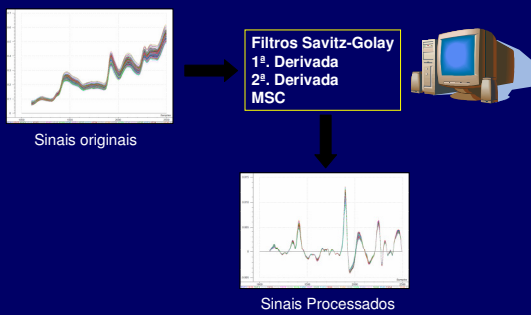 Filtros Savitz-Golay
1ª. Derivada
2ª. Derivada
MSC
Sinais originais
Sinais Processados